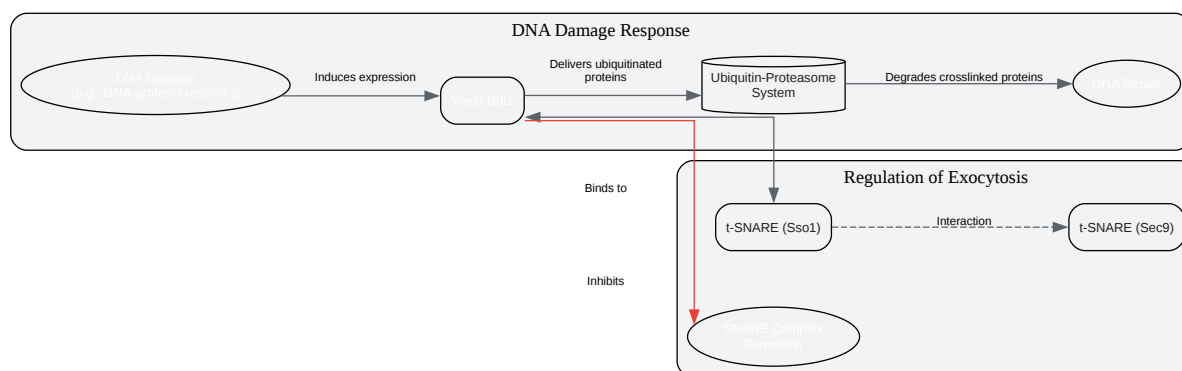 DNA Damage Response
DNA Damage
(e.g., DNA-protein crosslinks)
Induces expression
Yeast Ddi1
Delivers ubiquitinated
proteins
Ubiquitin-Proteasome
System
Degrades crosslinked proteins
DNA Repair
Binds to
Regulation of Exocytosis
t-SNARE (Sso1)
Interaction
t-SNARE (Sec9)
Inhibits
SNARE Complex
Formation